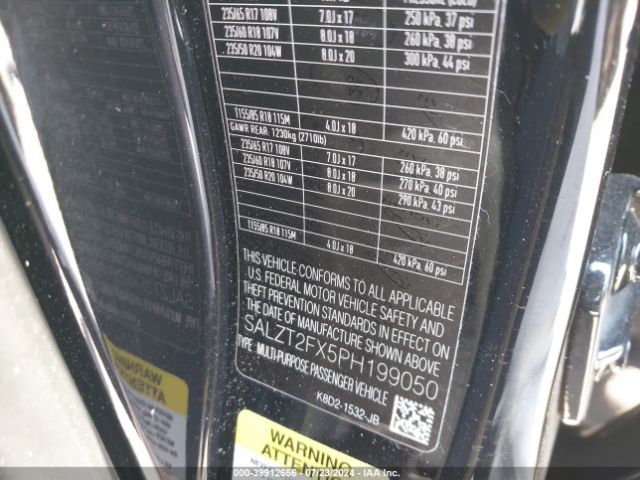 235/65 R17 108V 7.0J x 17 250 kPa, 37 psi
235/60 R18 107V 8.0J x 18 260 kPa, 38 psi
235/50 R20 104W 8.0J x 20 300 kPa, 44 psi
T155/85 R18 115M 4.0J x 18 420 kPa, 60 psi
GAWR REAR: 1230kg (2710lb)
235/65 R17 108V 7.0J x 17 260 kPa, 38 psi
235/60 R18 107V 8.0J x 18 270 kPa, 40 psi
235/50 R20 104W 8.0J x 20 290 kPa, 43 psi
T155/85 R18 115M 4.0J x 18 420 kPa, 60 psi
THIS VEHICLE CONFORMS TO ALL APPLICABLE
U.S. FEDERAL MOTOR VEHICLE SAFETY AND
THEFT PREVENTION STANDARDS IN EFFECT ON
THE DATE OF MANUFACTURE SHOWN ABOVE
SALZT2FX5PH199050
TYPE: MULTI-PURPOSE PASSENGER VEHICLE
K8D2-1532-JB
WARNING
ATTENTION
WARNING
39912656 - IAAI.COM - 07/23/2024